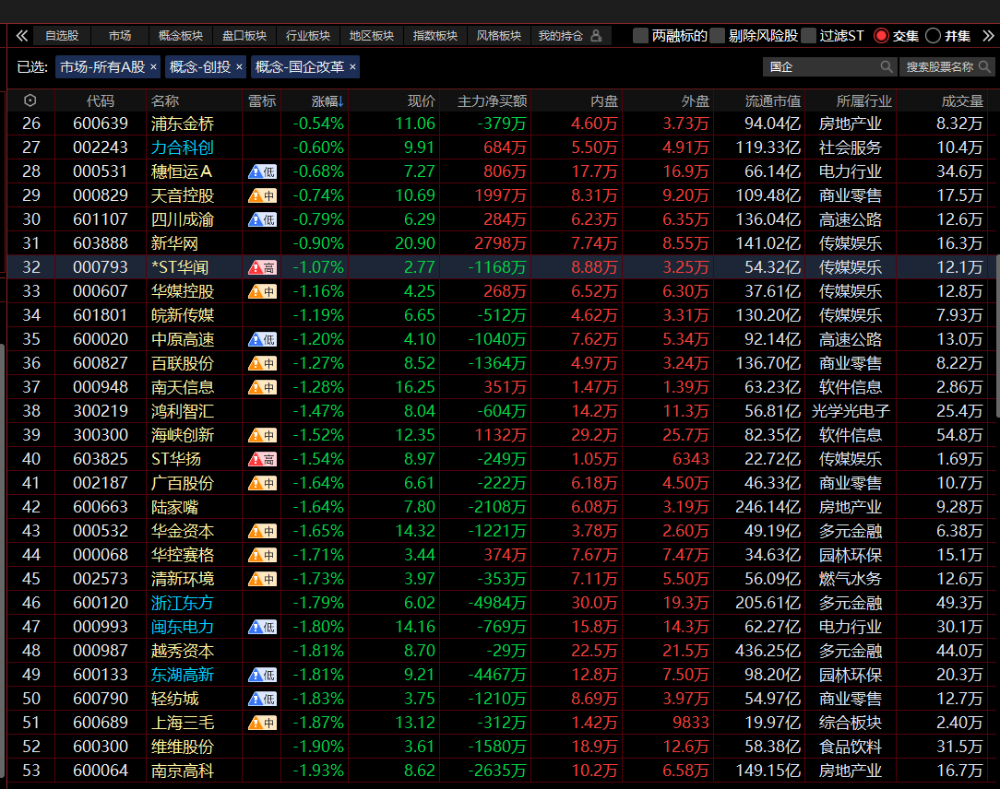 自选股 市场 概念板块 盘口板块 行业板块 地区板块 指数板块 风格板块 我的持仓 两融标的 剔除风险股 过滤ST 交集 并集
已选: 市场-所有A股 × 概念-创投 × 概念-国企改革 × 国企 搜索股票名称
代码 名称 雷标 涨幅↓ 现价 主力净买额 内盘 外盘 流通市值 所属行业 成交量
26 600639 浦东金桥 -0.54% 11.06 -379万 4.60万 3.73万 94.04亿 房地产业 8.32万
27 002243 力合科创 -0.60% 9.91 684万 5.50万 4.91万 119.33亿 社会服务 10.4万
28 000531 穗恒运A 低 -0.68% 7.27 806万 17.7万 16.9万 66.14亿 电力行业 34.6万
29 000829 天音控股 中 -0.74% 10.69 1997万 8.31万 9.20万 109.48亿 商业零售 17.5万
30 601107 四川成渝 低 -0.79% 6.29 284万 6.23万 6.35万 136.04亿 高速公路 12.6万
31 603888 新华网 -0.90% 20.90 2798万 7.74万 8.55万 141.02亿 传媒娱乐 16.3万
32 000793 *ST华闻 高 -1.07% 2.77 -1168万 8.88万 3.25万 54.32亿 传媒娱乐 12.1万
33 000607 华媒控股 中 -1.16% 4.25 268万 6.52万 6.30万 37.61亿 传媒娱乐 12.8万
34 601801 皖新传媒 -1.19% 6.65 -512万 4.62万 3.31万 130.20亿 传媒娱乐 7.93万
35 600020 中原高速 低 -1.20% 4.10 -1040万 7.62万 5.34万 92.14亿 高速公路 13.0万
36 600827 百联股份 中 -1.27% 8.52 -1364万 4.97万 3.24万 136.70亿 商业零售 8.22万
37 000948 南天信息 中 -1.28% 16.25 351万 1.47万 1.39万 63.23亿 软件信息 2.86万
38 300219 鸿利智汇 -1.47% 8.04 -604万 14.2万 11.3万 56.81亿 光学光电子 25.4万
39 300300 海峡创新 中 -1.52% 12.35 1132万 29.2万 25.7万 82.35亿 软件信息 54.8万
40 603825 ST华扬 高 -1.54% 8.97 -249万 1.05万 6343 22.72亿 传媒娱乐 1.69万
41 002187 广百股份 中 -1.64% 6.61 -222万 6.18万 4.50万 46.33亿 商业零售 10.7万
42 600663 陆家嘴 -1.64% 7.80 -2108万 6.08万 3.19万 246.14亿 房地产业 9.28万
43 000532 华金资本 中 -1.65% 14.32 -1221万 3.78万 2.60万 49.19亿 多元金融 6.38万
44 000068 华控赛格 中 -1.71% 3.44 374万 7.67万 7.47万 34.63亿 园林环保 15.1万
45 002573 清新环境 中 -1.73% 3.97 -353万 7.11万 5.50万 56.09亿 燃气水务 12.6万
46 600120 浙江东方 -1.79% 6.02 -4984万 30.0万 19.3万 205.61亿 多元金融 49.3万
47 000993 闽东电力 低 -1.80% 14.16 -769万 15.8万 14.3万 62.27亿 电力行业 30.1万
48 000987 越秀资本 -1.81% 8.70 -29万 22.5万 21.5万 436.25亿 多元金融 44.0万
49 600133 东湖高新 低 -1.81% 9.21 -4467万 12.8万 7.50万 98.20亿 园林环保 20.3万
50 600790 轻纺城 低 -1.83% 3.75 -1210万 8.69万 3.97万 54.97亿 商业零售 12.7万
51 600689 上海三毛 中 -1.87% 13.12 -312万 1.42万 9833 19.97亿 综合板块 2.40万
52 600300 维维股份 -1.90% 3.61 -1580万 18.9万 12.6万 58.38亿 食品饮料 31.5万
53 600064 南京高科 -1.93% 8.62 -2635万 10.2万 6.58万 149.15亿 房地产业 16.7万